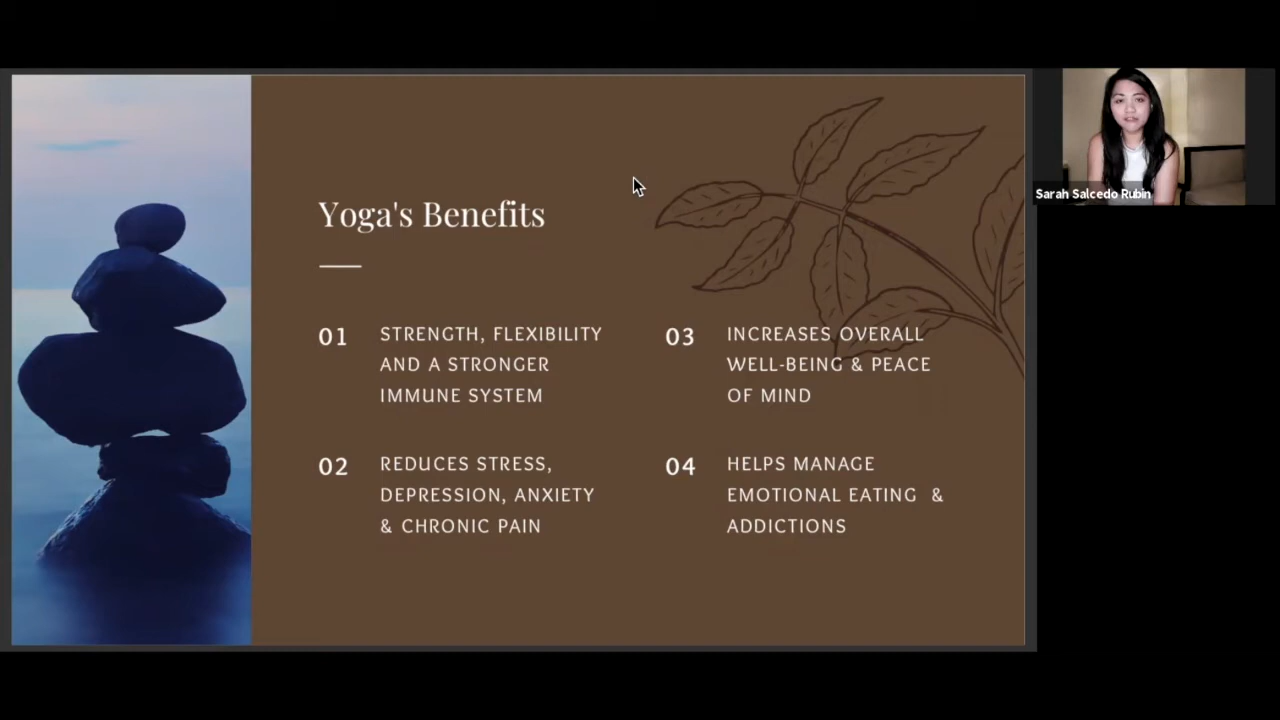 Yoga's Benefits
01
STRENGTH, FLEXIBILITY
AND A STRONGER
IMMUNE SYSTEM
02
REDUCES STRESS,
DEPRESSION, ANXIETY
& CHRONIC PAIN
03
INCREASES OVERALL
WELL-BEING & PEACE
OF MIND
04
HELPS MANAGE
EMOTIONAL EATING &
ADDICTIONS
Sarah Salcedo Rubin